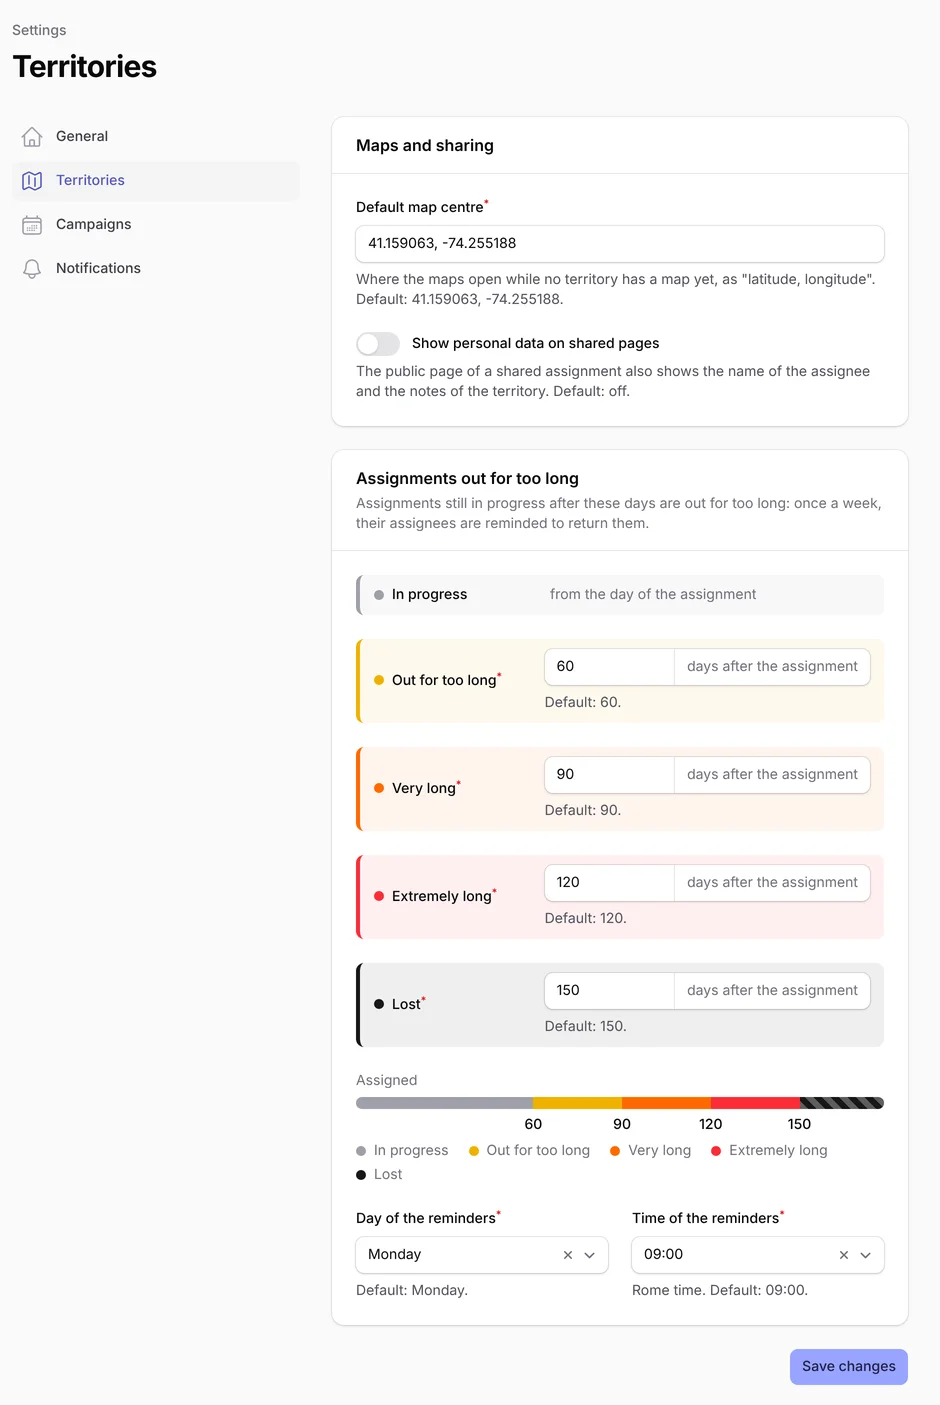 Settings
Territories
General
Territories
Campaigns
Notifications
Maps and sharing
Default map centre*
41.159063, -74.255188
Where the maps open while no territory has a map yet, as "latitude, longitude".
Default: 41.159063, -74.255188.
Show personal data on shared pages
The public page of a shared assignment also shows the name of the assignee
and the notes of the territory. Default: off.
Assignments out for too long
Assignments still in progress after these days are out for too long: once a week,
their assignees are reminded to return them.
In progress from the day of the assignment
Out for too long* 60 days after the assignment
Default: 60.
Very long* 90 days after the assignment
Default: 90.
Extremely long* 120 days after the assignment
Default: 120.
Lost* 150 days after the assignment
Default: 150.
Assigned
60 90 120 150
In progress Out for too long Very long Extremely long
Lost
Day of the reminders* Time of the reminders*
Monday 09:00
Default: Monday. Rome time. Default: 09:00.
Save changes